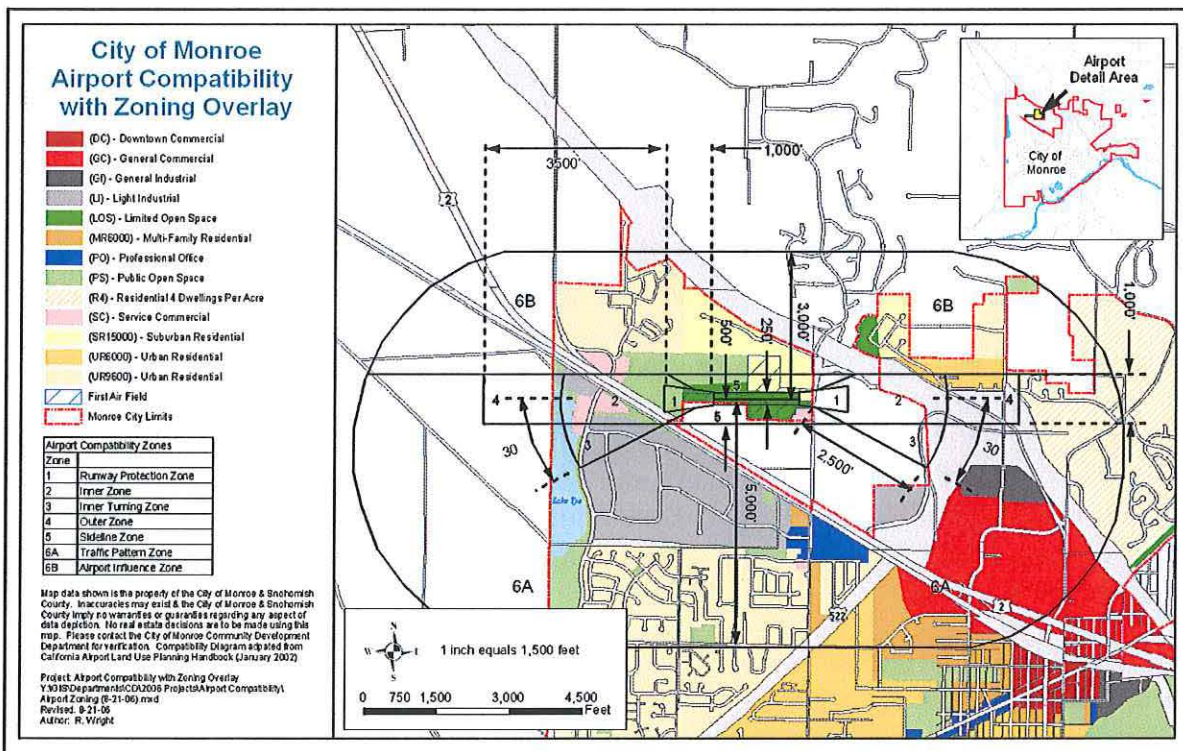 City of Monroe
Airport Compatibility
with Zoning Overlay
(DC) - Downtown Commercial
(GC) - General Commercial
(GI) - General Industrial
(LI) - Light Industrial
(LOS) - Limited Open Space
(MR6000) - Multi-Family Residential
(PO) - Professional Office
(PS) - Public Open Space
(R4) - Residential 4 Dwellings Per Acre
(SC) - Service Commercial
(SR15000) - Suburban Residential
(UR6000) - Urban Residential
(UR9600) - Urban Residential
First Air Field
Monroe City Limits
Airport Compatibility Zones
Zone
1 Runway Protection Zone
2 Inner Zone
3 Inner Turning Zone
4 Outer Zone
5 Sideline Zone
6A Traffic Pattern Zone
6B Airport Influence Zone
Map data shown is the property of the City of Monroe & Snohomish
County. Inaccuracies may exist & the City of Monroe & Snohomish
County imply no warranties or guaranties regarding any aspect of
data depiction. No real estate decisions are to be made using this
map. Please contact the City of Monroe Community Development
Department for verification. Compatibility Diagram adpated from
California Airport Land Use Planning Handbook (January 2002)
Project: Airport Compatibility with Zoning Overlay
Airport Zoning (8-21-06).mxd
Revised: 8-21-06
Author: R. Wright
Airport
Detail Area
City of
Monroe
3500'
1,000'
2
6B
6B
500'
250'
3,000'
1,000'
4
2
1
5
1
2
4
3
5
3
30
2,500'
30
Lake Tye
5,000'
6A
6A
2
522
N
W
E
S
1 inch equals 1,500 feet
0 750 1,500 3,000 4,500
Feet